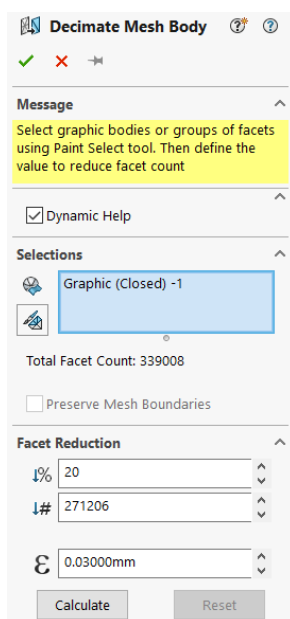 Decimate Mesh Body
Message
Select graphic bodies or groups of facets
using Paint Select tool. Then define the
value to reduce facet count
Dynamic Help
Selections
Graphic (Closed) -1
Total Facet Count: 339008
Preserve Mesh Boundaries
Facet Reduction
↓% 20
↓# 271206
ε 0.03000mm
Calculate Reset